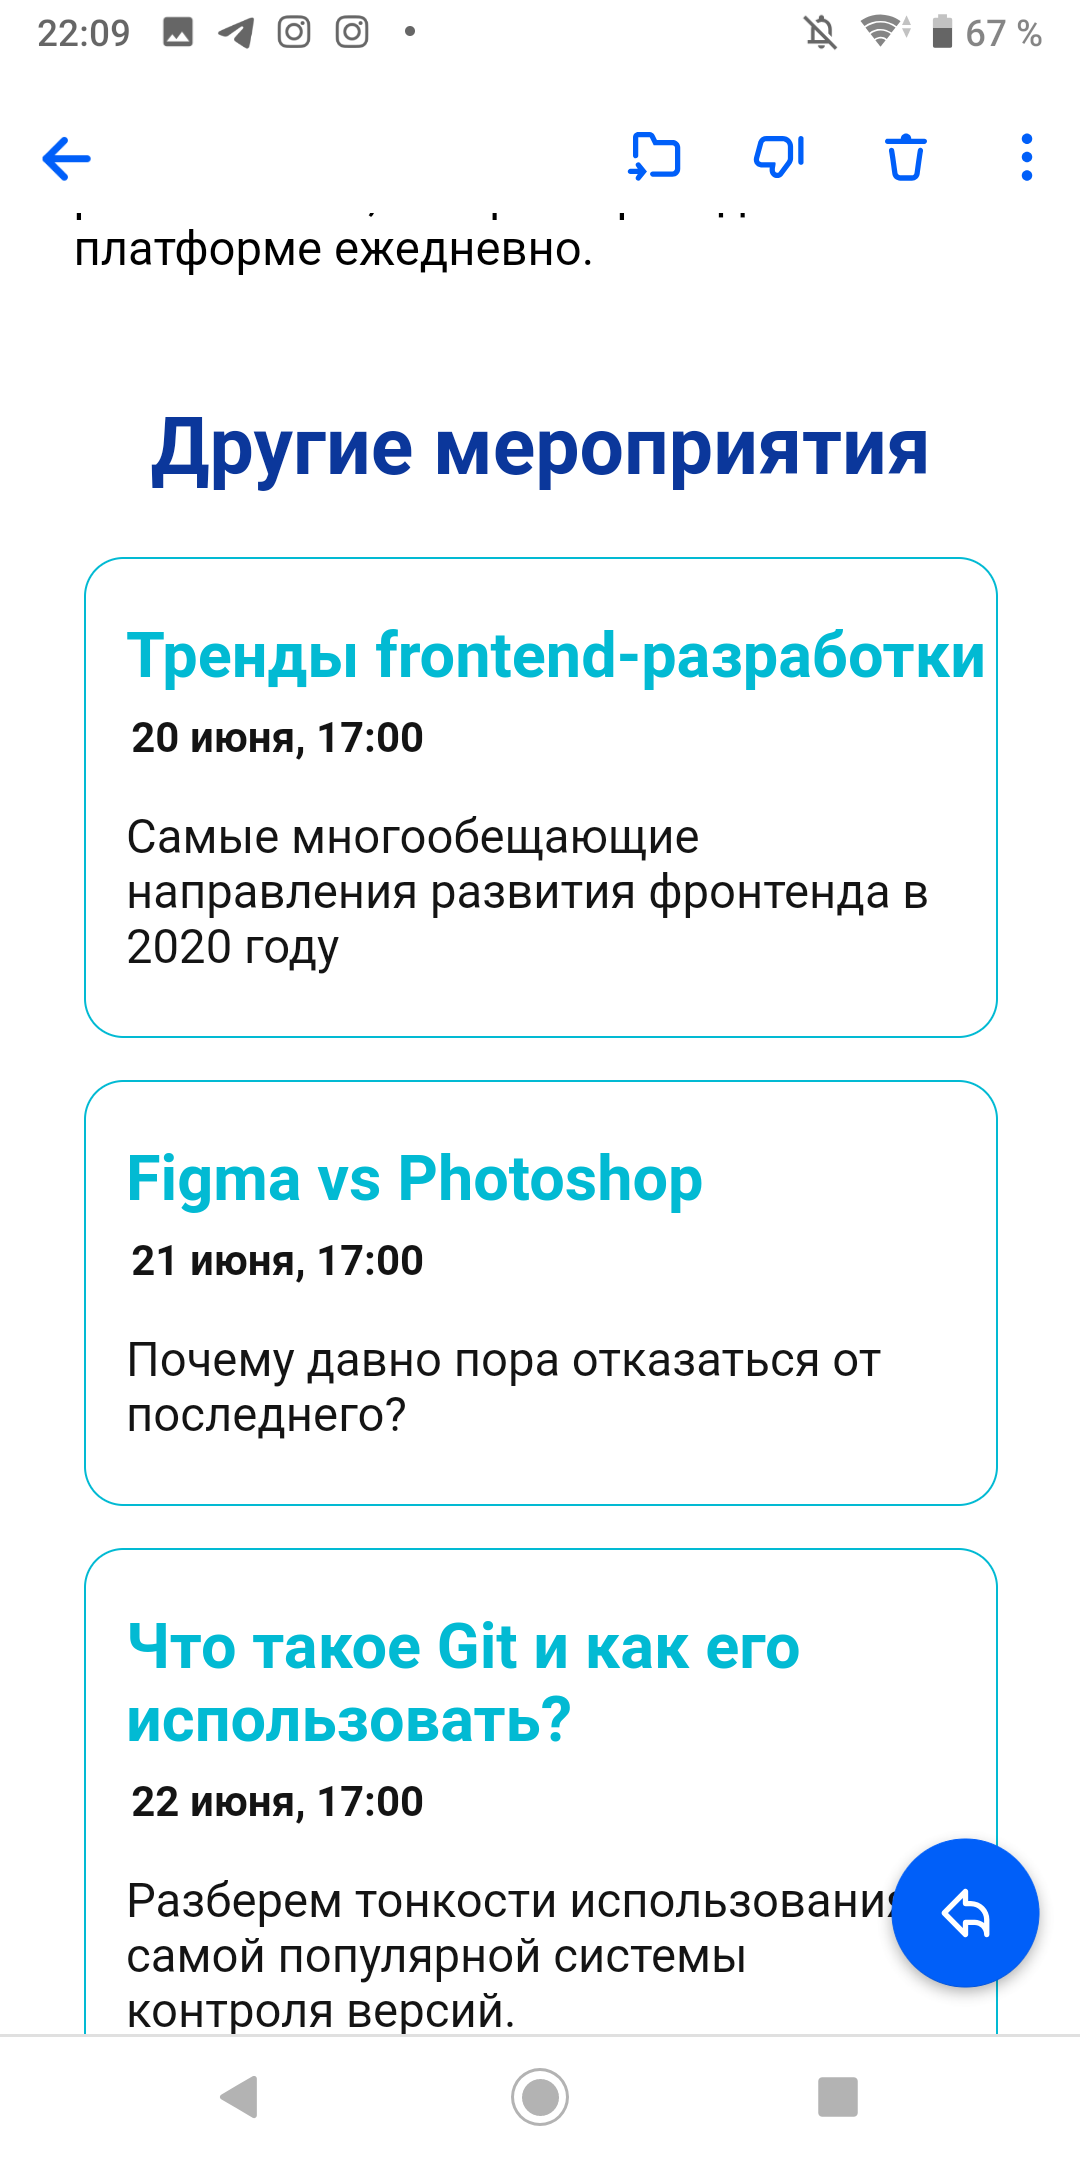 22:09
67 %
платформе ежедневно.
Другие мероприятия
Тренды frontend-разработки
20 июня, 17:00
Самые многообещающие
направления развития фронтенда в
2020 году
Figma vs Photoshop
21 июня, 17:00
Почему давно пора отказаться от
последнего?
Что такое Git и как его
использовать?
22 июня, 17:00
Разберем тонкости использования
самой популярной системы
контроля версий.